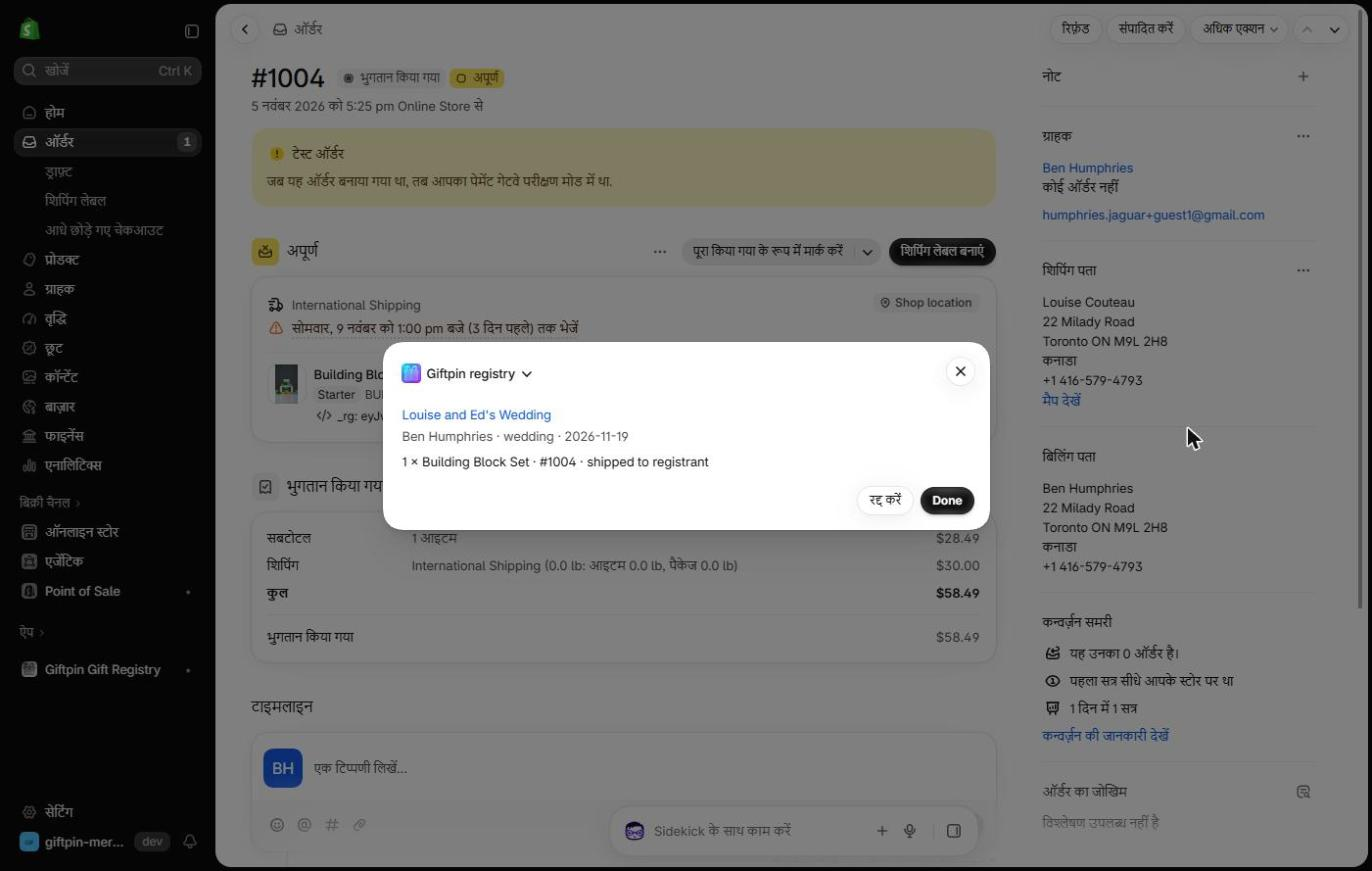 खोजें Ctrl K
होम
ऑर्डर 1
ड्राफ़्ट
शिपिंग लेबल
आधे छोड़े गए चेकआउट
प्रोडक्ट
ग्राहक
वृद्धि
छूट
कॉन्टेंट
बाज़ार
फाइनेंस
एनालिटिक्स
बिक्री चैनल
ऑनलाइन स्टोर
एजेंटिक
Point of Sale
ऐप
Giftpin Gift Registry
सेटिंग
giftpin-mer... dev
ऑर्डर
रिफ़ंड संपादित करें अधिक एक्शन
#1004 भुगतान किया गया अपूर्ण
5 नवंबर 2026 को 5:25 pm Online Store से
टेस्ट ऑर्डर
जब यह ऑर्डर बनाया गया था, तब आपका पेमेंट गेटवे परीक्षण मोड में था.
अपूर्ण
पूरा किया गया के रूप में मार्क करें
शिपिंग लेबल बनाएं
International Shipping
Shop location
सोमवार, 9 नवंबर को 1:00 pm बजे (3 दिन पहले) तक भेजें
Building
Starter
_rg:
Giftpin registry
Louise and Ed's Wedding
Ben Humphries · wedding · 2026-11-19
1 × Building Block Set · #1004 · shipped to registrant
रद्द करें Done
भुगतान किया
सबटोटल 1 आइटम $28.49
शिपिंग International Shipping (0.0 lb: आइटम 0.0 lb, पैकेज 0.0 lb) $30.00
कुल $58.49
भुगतान किया गया $58.49
टाइमलाइन
BH एक टिप्पणी लिखें...
Sidekick के साथ काम करें
नोट
ग्राहक
Ben Humphries
कोई ऑर्डर नहीं
humphries.jaguar+guest1@gmail.com
शिपिंग पता
Louise Couteau
22 Milady Road
Toronto ON M9L 2H8
कनाडा
+1 416-579-4793
मैप देखें
बिलिंग पता
Ben Humphries
22 Milady Road
Toronto ON M9L 2H8
कनाडा
+1 416-579-4793
कन्वर्ज़न समरी
यह उनका 0 ऑर्डर है।
पहला सत्र सीधे आपके स्टोर पर था
1 दिन में 1 सत्र
कन्वर्ज़न की जानकारी देखें
ऑर्डर का जोखिम
विश्लेषण उपलब्ध नहीं है